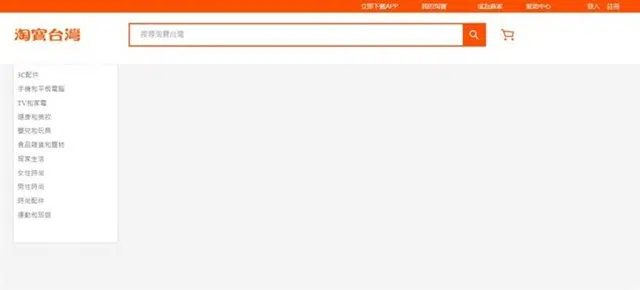 立即下載APP 我的淘寶 成為賣家 幫助中心 登入 註冊
淘寶台灣 搜尋淘寶台灣
3C配件
手機和平板電腦
TV和家電
健康和美妝
嬰兒和玩具
食品雜貨和寵物
居家生活
女性時尚
男性時尚
時尚配件
運動和旅遊